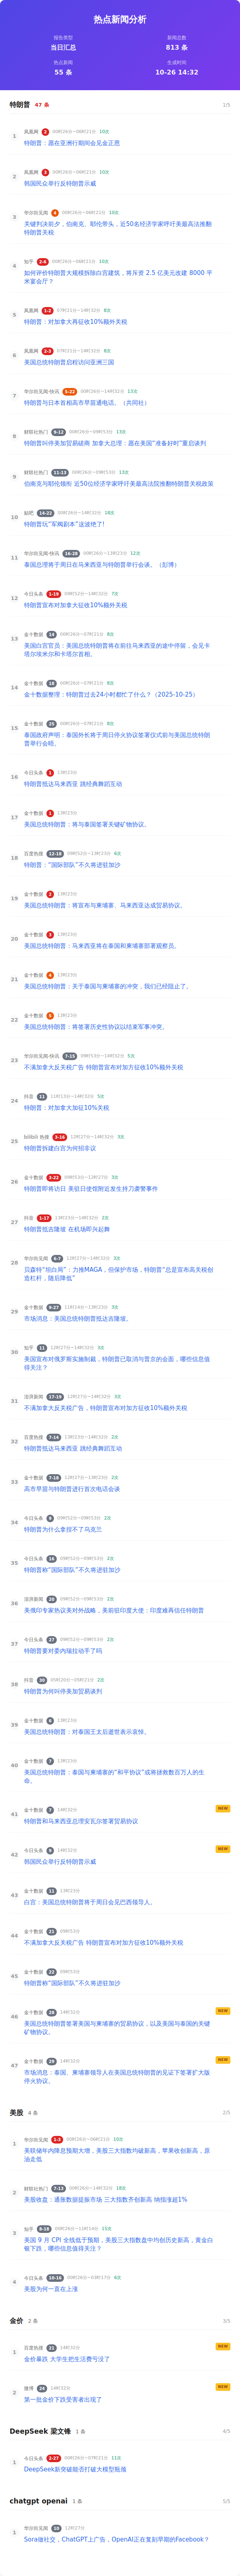 热点新闻分析
报告类型
新闻总数
当日汇总
813 条
热点新闻
生成时间
55 条
10-26 14:32
特朗普 47 条 1/5
1 凤凰网 2 00时26分~06时21分 10次
特朗普：愿在亚洲行期间会见金正恩
2 凤凰网 3 00时26分~06时21分 10次
韩国民众举行反特朗普示威
3 华尔街见闻 4 00时26分~06时21分 10次
关键判决前夕，伯南克、耶伦带头，近50名经济学家呼吁美最高法推翻
特朗普关税
4 知乎 2-6 00时26分~06时21分 10次
如何评价特朗普大规模拆除白宫建筑，将斥资 2.5 亿美元改建 8000 平
米宴会厅？
5 凤凰网 1-2 07时21分~14时32分 8次
特朗普：对加拿大再征收10%额外关税
6 凤凰网 2-3 07时21分~14时32分 8次
美国总统特朗普启程访问亚洲三国
7 华尔街见闻-快讯 5-22 00时26分~14时32分 13次
特朗普与日本首相高市早苗通电话。（共同社）
8 财联社热门 9-12 00时26分~09时53分 13次
特朗普叫停美加贸易磋商 加拿大总理：愿在美国“准备好时”重启谈判
9 财联社热门 11-13 00时26分~09时53分 13次
伯南克与耶伦领衔 近50位经济学家呼吁美最高法院推翻特朗普关税政策
10 贴吧 14-22 00时26分~14时32分 18次
特朗普玩“军阀剧本”这波绝了!
11 华尔街见闻-快讯 16-28 00时26分~13时23分 12次
泰国总理将于周日在马来西亚与特朗普举行会谈。（彭博）
12 今日头条 1-19 09时52分~14时32分 7次
特朗普宣布对加拿大征收10%额外关税
13 金十数据 14 00时26分~07时21分 8次
美国白宫官员：美国总统特朗普将在前往马来西亚的途中停留，会见卡
塔尔埃米尔和卡塔尔首相。
14 金十数据 18 00时26分~07时21分 8次
金十数据整理：特朗普过去24小时都忙了什么？（2025-10-25）
15 金十数据 25 00时26分~07时21分 8次
泰国政府声明：泰国外长将于周日停火协议签署仪式前与美国总统特朗
普举行会晤。
16 今日头条 1 13时23分
特朗普抵达马来西亚 跳经典舞蹈互动
17 金十数据 1 13时23分
美国总统特朗普：将与泰国签署关键矿物协议。
18 百度热搜 12-18 09时52分~13时23分 6次
特朗普：“国际部队”不久将进驻加沙
19 金十数据 2 13时23分
美国总统特朗普：将宣布与柬埔寨、马来西亚达成贸易协议。
20 金十数据 3 13时23分
美国总统特朗普：马来西亚将在泰国和柬埔寨部署观察员。
21 金十数据 4 13时23分
美国总统特朗普：关于泰国与柬埔寨的冲突，我们已经阻止了。
22 金十数据 5 13时23分
美国总统特朗普：将签署历史性协议以结束军事冲突。
23 华尔街见闻-快讯 7-15 09时53分~14时32分 5次
不满加拿大反关税广告 特朗普宣布对加方征收10%额外关税
24 抖音 11 11时13分~14时32分 5次
特朗普：对加拿大加征10%关税
25 bilibili 热搜 3-16 12时27分~14时32分 3次
特朗普拆建白宫为何招非议
26 金十数据 3-22 09时53分~12时27分 3次
特朗普即将访日 美驻日使馆附近发生持刀袭警事件
27 抖音 1-17 13时23分~14时32分 2次
特朗普抵吉隆坡 在机场即兴起舞
28 华尔街见闻 6-7 12时27分~14时32分 3次
贝森特“坦白局”：力推MAGA，但保护市场，特朗普“总是宣布高关税创
造杠杆，随后降低”
29 金十数据 9-27 11时14分~13时23分 3次
市场消息：美国总统特朗普抵达吉隆坡。
30 知乎 11 12时27分~14时32分 3次
美国宣布对俄罗斯实施制裁，特朗普已取消与普京的会面，哪些信息值
得关注？
31 澎湃新闻 17-19 12时27分~14时32分 3次
不满加拿大反关税广告，特朗普宣布对加方征收10%额外关税
32 百度热搜 7-14 13时23分~14时32分 2次
特朗普抵达马来西亚 跳经典舞蹈互动
33 金十数据 7-19 12时27分~13时23分 2次
高市早苗与特朗普进行首次电话会谈
34 今日头条 9 09时52分~09时53分 2次
特朗普为什么拿捏不了乌克兰
35 今日头条 16 09时52分~09时53分 2次
特朗普称“国际部队”不久将进驻加沙
36 澎湃新闻 20 09时52分~09时53分 2次
美俄印专家热议美对外战略，美前驻印度大使：印度难再信任特朗普
37 今日头条 27 09时52分~09时53分 2次
特朗普要对委内瑞拉动手了吗
38 抖音 30 05时20分~05时21分 2次
特朗普为何叫停美加贸易谈判
39 金十数据 6 13时23分
美国总统特朗普：对泰国王太后逝世表示哀悼。
40 金十数据 7 13时23分
美国总统特朗普：泰国与柬埔寨的“和平协议”或将拯救数百万人的生
命。
41 金十数据 7 14时32分 NEW
特朗普和马来西亚总理安瓦尔签署贸易协议
42 今日头条 9 14时32分 NEW
韩国民众举行反特朗普示威
43 金十数据 11 13时23分
白宫：美国总统特朗普将于周日会见巴西领导人。
44 金十数据 21 09时53分
不满加拿大反关税广告 特朗普宣布对加方征收10%额外关税
45 金十数据 22 09时53分
特朗普称“国际部队”不久将进驻加沙
46 金十数据 28 14时32分 NEW
美国总统特朗普签署美国与柬埔寨的贸易协议，以及美国与泰国的关键
矿物协议。
47 金十数据 29 14时32分 NEW
市场消息：泰国、柬埔寨领导人在美国总统特朗普的见证下签署扩大版
停火协议。
美股 4 条 2/5
1 华尔街见闻 1-3 00时26分~06时21分 10次
美联储年内降息预期大增，美股三大指数均破新高，苹果收创新高，原
油走低
2 财联社热门 7-13 00时26分~14时32分 18次
美股收盘：通胀数据提振市场 三大指数齐创新高 纳指涨超1%
3 知乎 8-18 00时26分~11时14分 15次
美国 9 月 CPI 全线低于预期，美股三大指数盘中均创历史新高，黄金白
银下跌，哪些信息值得关注？
4 今日头条 10-16 00时26分~03时17分 6次
美股为何一直在上涨
金价 2 条 3/5
1 百度热搜 21 14时32分 NEW
金价暴跌 大学生把生活费亏没了
2 微博 24 14时32分 NEW
第一批金价下跌受害者出现了
DeepSeek 梁文锋 1 条 4/5
1 今日头条 2-27 00时26分~07时21分 11次
DeepSeek新突破能否打破大模型瓶颈
chatgpt openai 1 条 5/5
1 华尔街见闻 18 12时27分
Sora做社交，ChatGPT上广告，OpenAI正在复刻早期的Facebook？